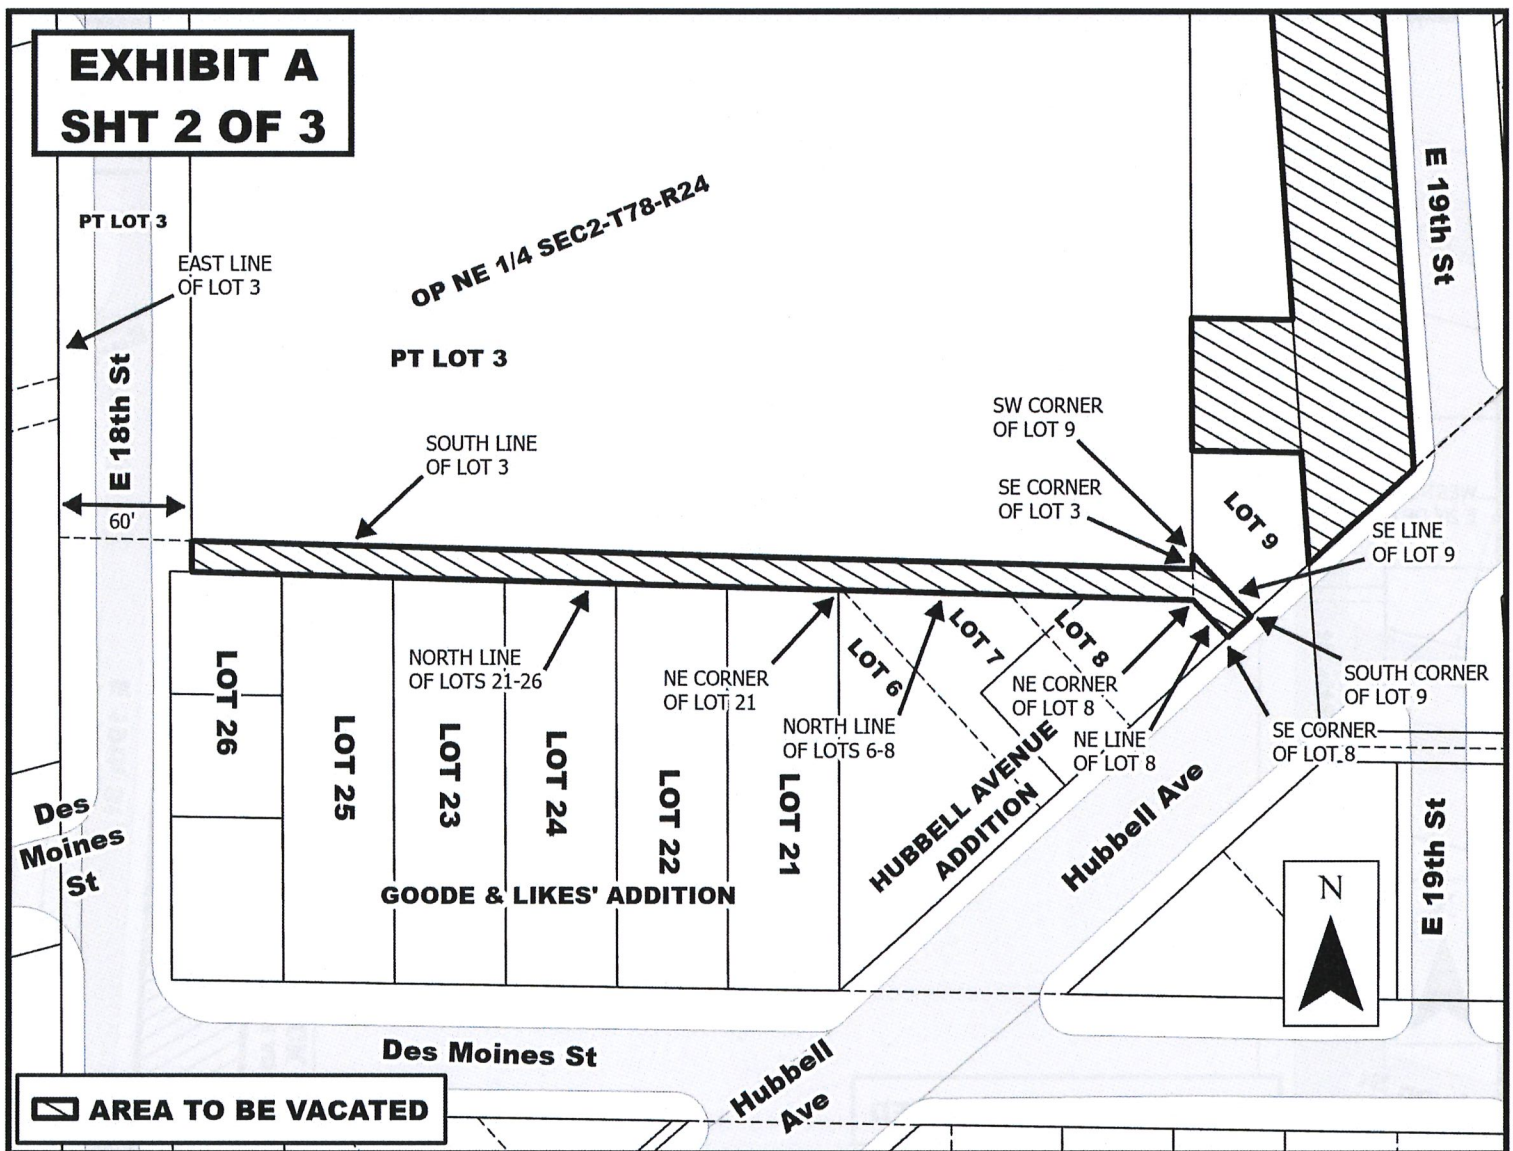 EXHIBIT A
SHT 2 OF 3
PT LOT 3
EAST LINE
OF LOT 3
E 18th St
60'
OP NE 1/4 SEC2-T78-R24
PT LOT 3
SOUTH LINE
OF LOT 3
SW CORNER
OF LOT 9
SE CORNER
OF LOT 3
LOT 9
SE LINE
OF LOT 9
E 19th St
NORTH LINE
OF LOTS 21-26
NE CORNER
OF LOT 21
NORTH LINE
OF LOTS 6-8
LOT 6
LOT 7
LOT 8
NE CORNER
OF LOT 8
NE LINE
OF LOT 8
SOUTH CORNER
OF LOT 9
SE CORNER
OF LOT 8
LOT 26
LOT 25
LOT 23
LOT 24
LOT 22
LOT 21
GOODE & LIKES' ADDITION
HUBBELL AVENUE
ADDITION
Hubbell Ave
E 19th St
N
Des
Moines
St
Des Moines St
Hubbell
Ave
AREA TO BE VACATED